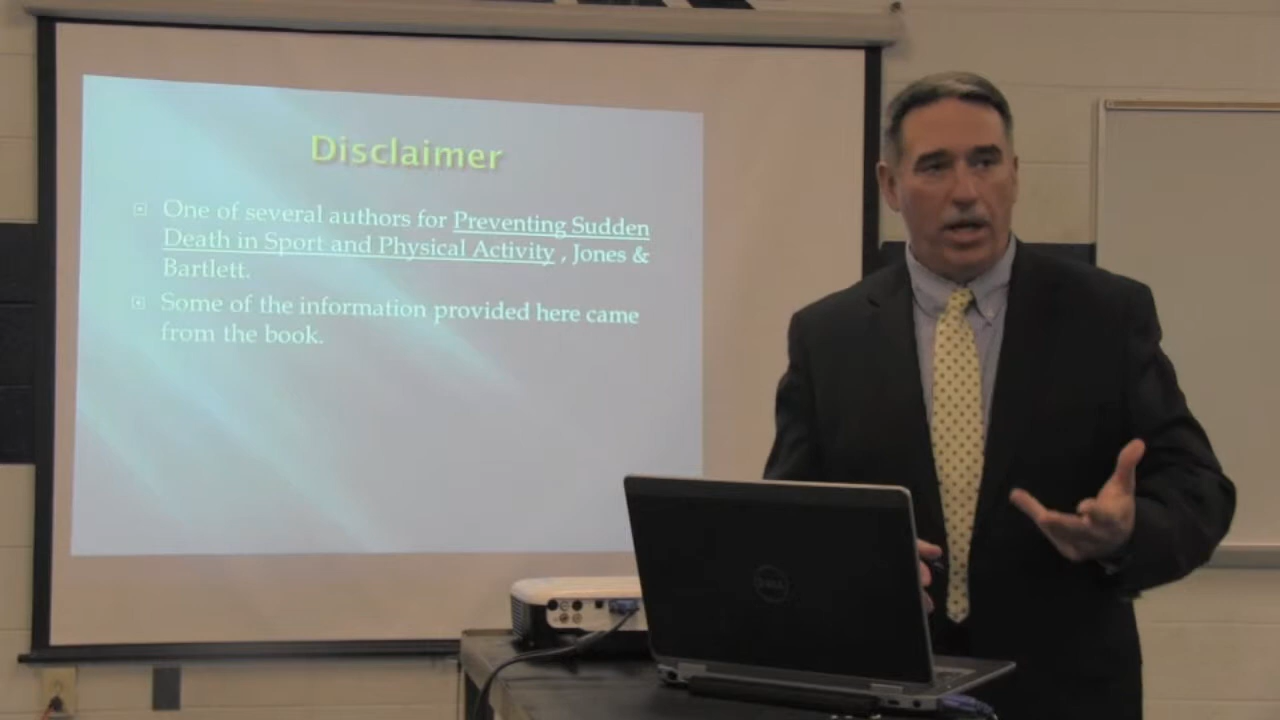 Disclaimer
One of several authors for Preventing Sudden
Death in Sport and Physical Activity , Jones &
Bartlett.
Some of the information provided here came
from the book.
DELL